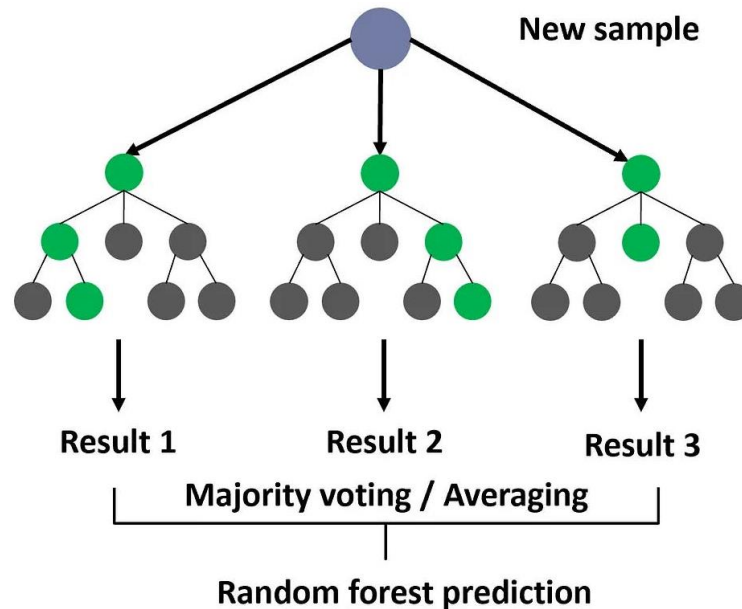 New sample
Result 1
Result 2
Result 3
Majority voting / Averaging
Random forest prediction